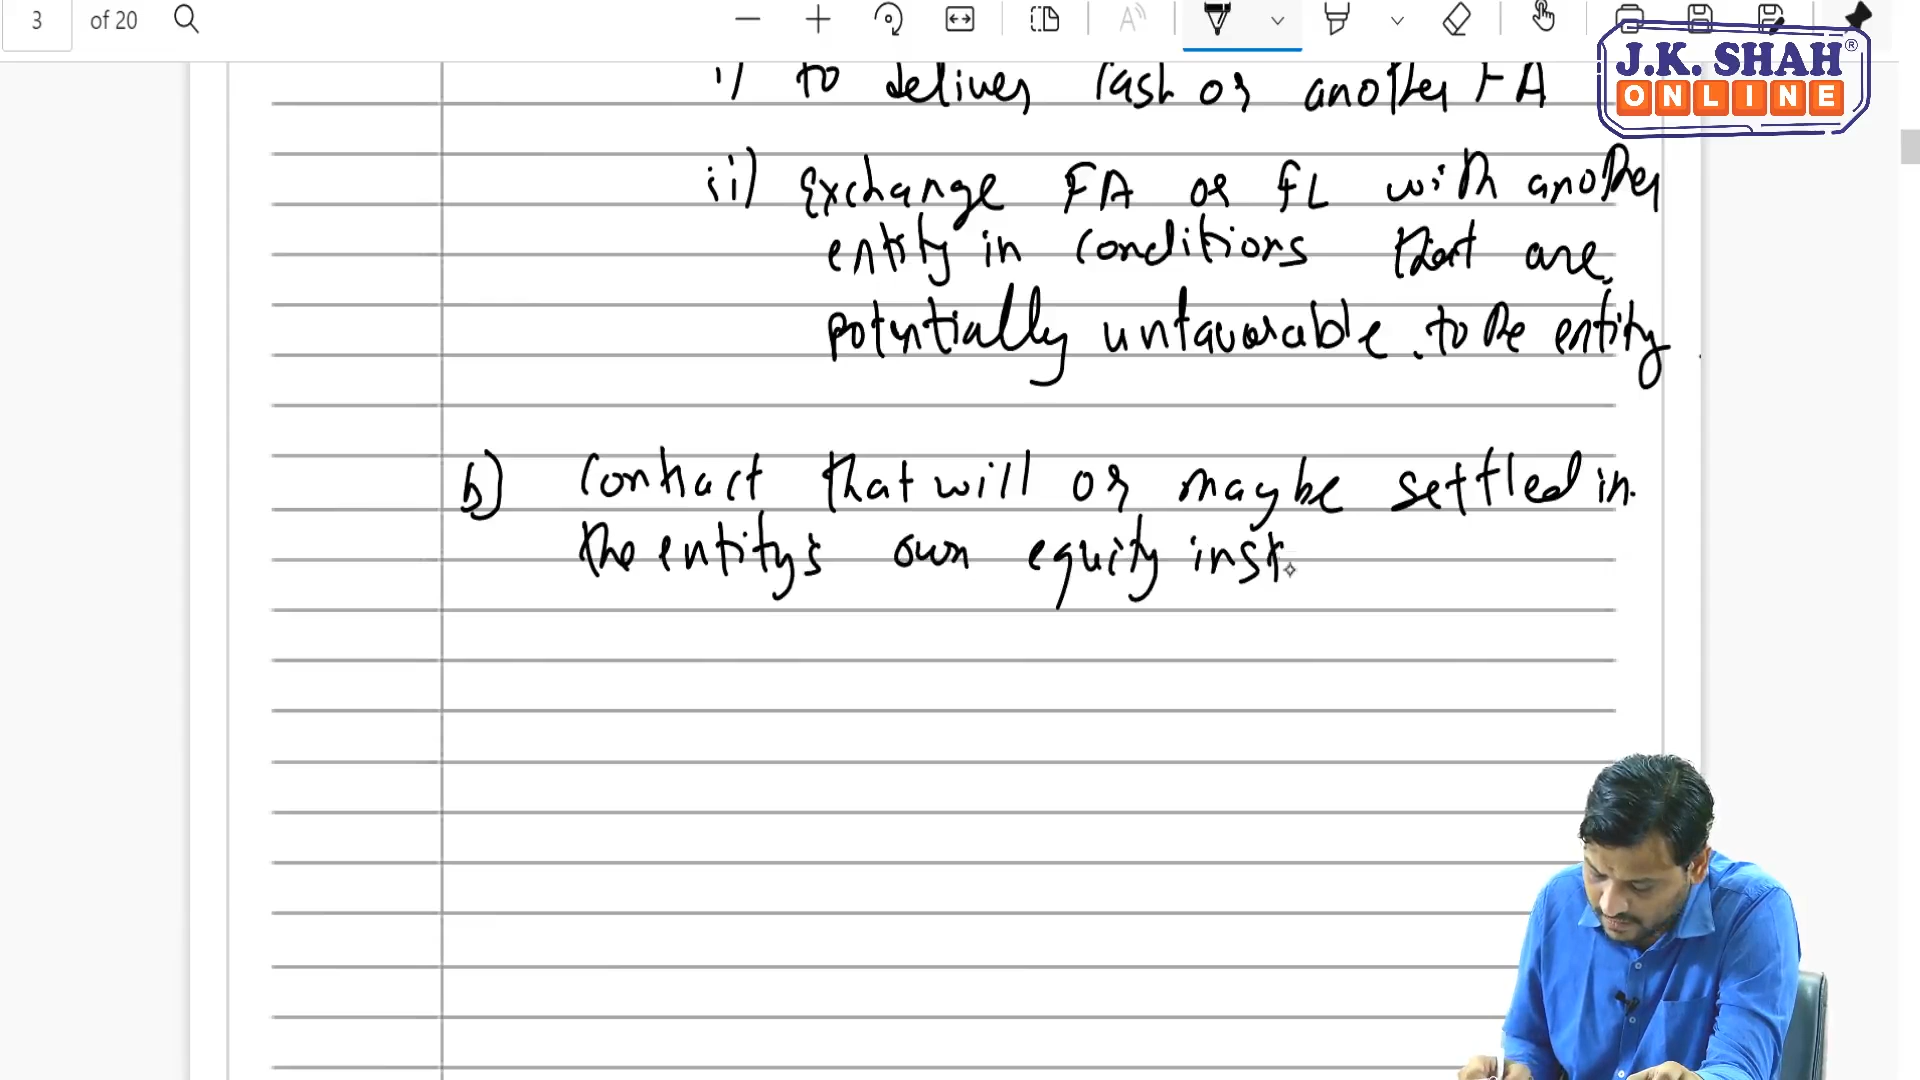 3 of 20
J.K. SHAH ®
ONLINE
i) to deliver cash or another FA
ii) Exchange FA or FL with another
entity in conditions that are
potentially unfavorable to the entity.
b) Contract that will or maybe settled in
the entity's own equity inst